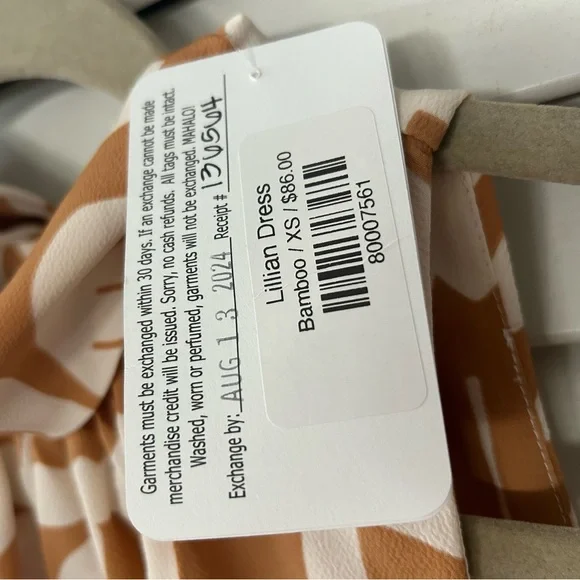 Garments must be exchanged within 30 days. If an exchange cannot be made
merchandise credit will be issued. Sorry, no cash refunds. All tags must be intact.
Washed, worn or perfumed, garments will not be exchanged. MAHALO!
Exchange by: AUG 13 2024 Receipt # 136564
Lillian Dress
Bamboo / XS / $86.00
80007561